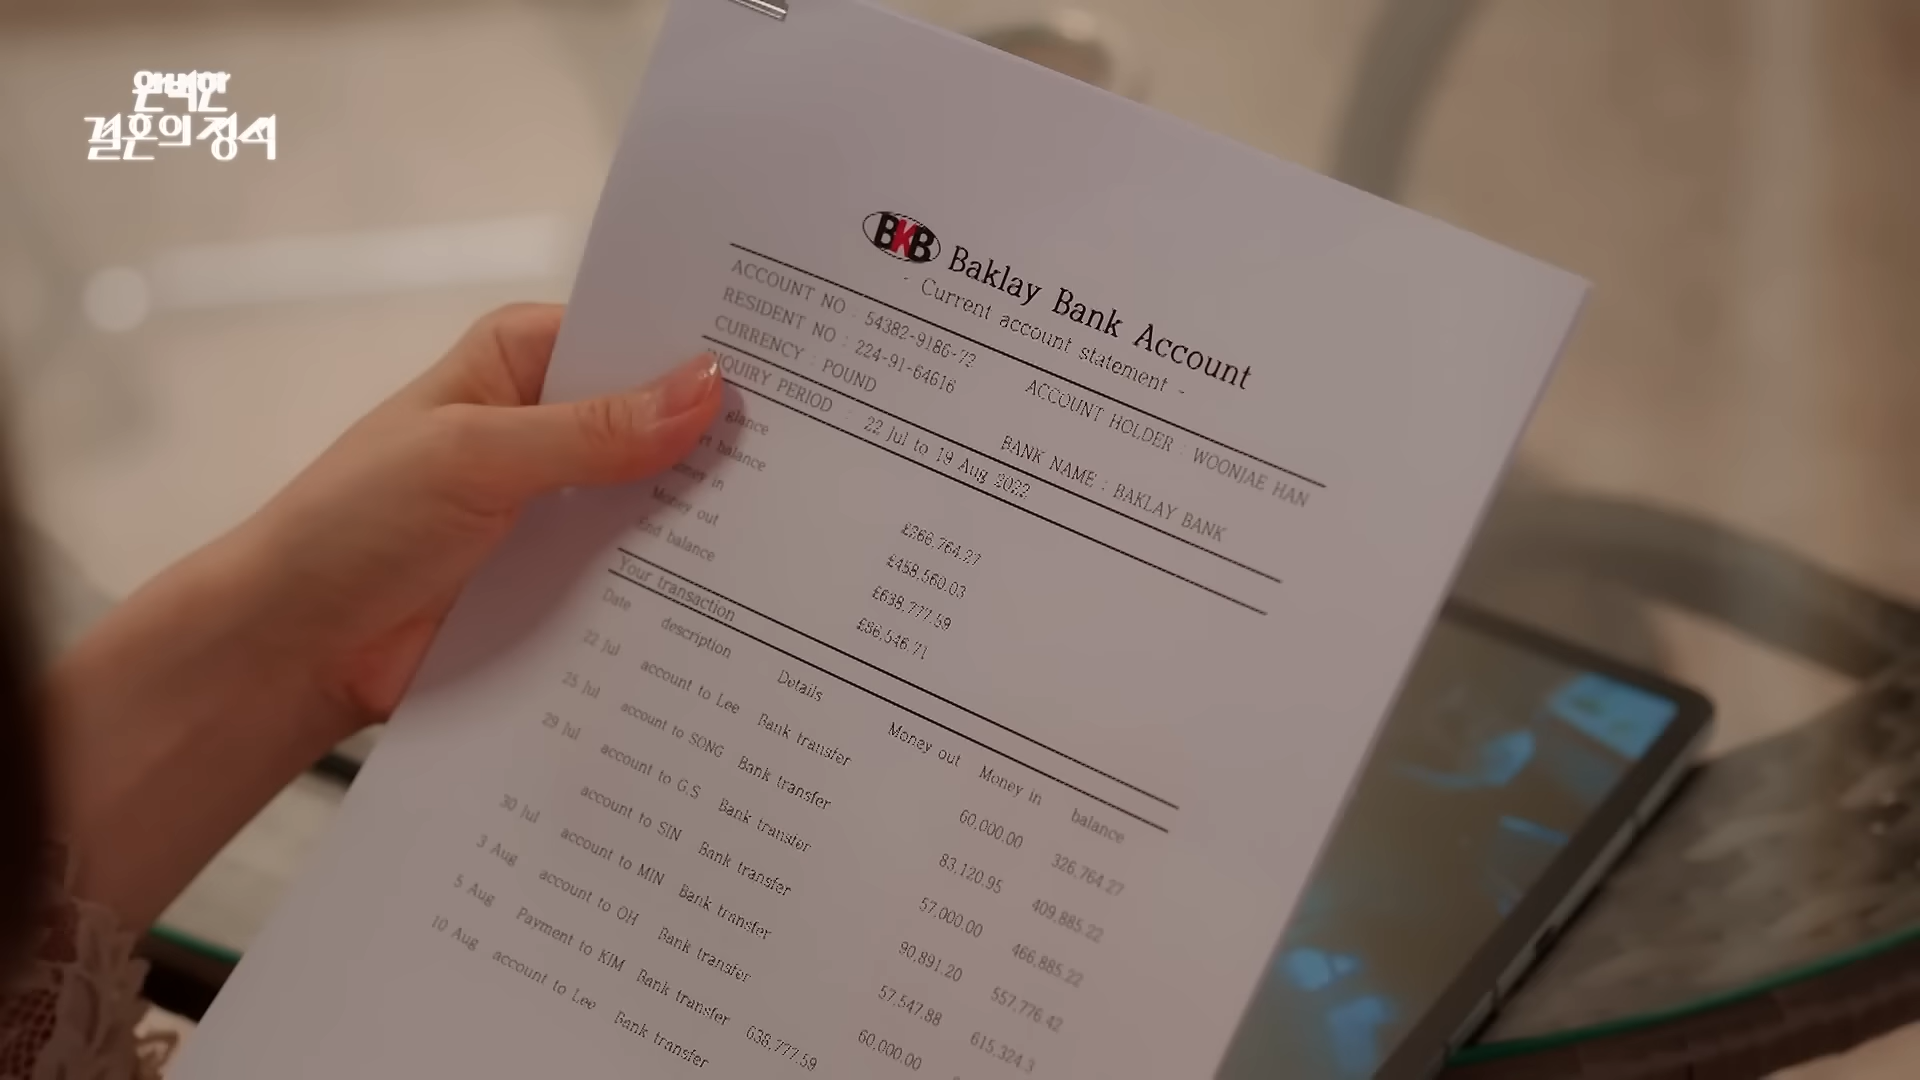 완벽한
결혼의 정석
BKB Baklay Bank Account
- Current account statement -
ACCOUNT NO : 54382-9186-72 ACCOUNT HOLDER : WOONJAE HAN
RESIDENT NO : 224-91-64616
CURRENCY : POUND BANK NAME : BAKLAY BANK
INQUIRY PERIOD : 22 Jul to 19 Aug 2022
glance
balance £266,764.27
in £458,560.03
Money out £638,777.59
End balance £86,546.71
Your transaction
Date description Details Money out Money in balance
22 Jul account to Lee Bank transfer 60,000.00 326,764.27
25 Jul account to SONG Bank transfer 83,120.95 409,885.22
29 Jul account to G.S Bank transfer 57,000.00 466,885.22
account to SIN Bank transfer 90,891.20 557,776.42
30 Jul account to MIN Bank transfer 57,547.88 615,324.3
3 Aug account to OH Bank transfer 60,000.00
5 Aug Payment to KIM Bank transfer 638,777.59
10 Aug account to Lee Bank transfer